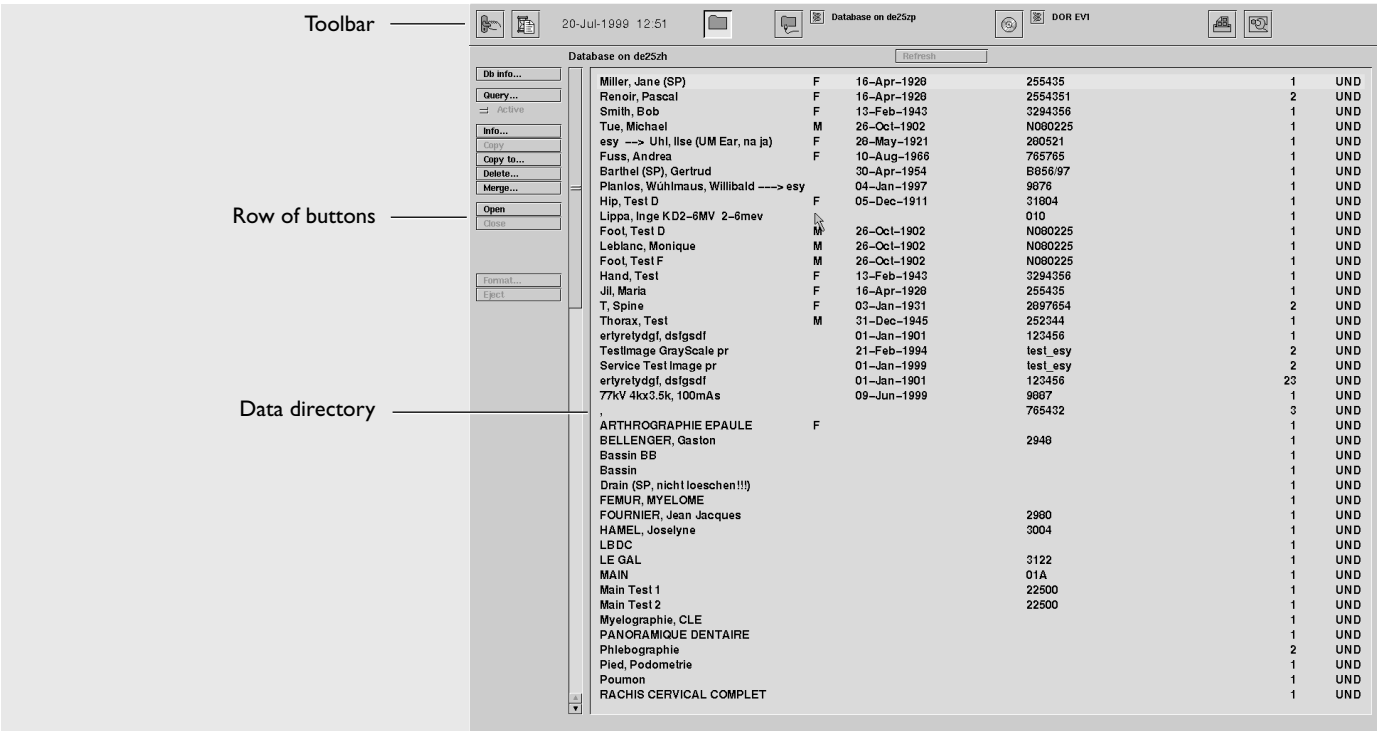 Toolbar
20-Jul-1999 12:51
Database on de25zp
DOR EVI
Database on de25zh
Refresh
Db info...
Query...
Active
Info...
Copy
Copy to...
Delete...
Merge...
Row of buttons
Open
Close
Format...
Eject
Data directory
Miller, Jane (SP) F 16-Apr-1928 255435 1 UND
Renoir, Pascal F 16-Apr-1928 2554351 2 UND
Smith, Bob F 13-Feb-1943 3294356 1 UND
Tue, Michael M 26-Oct-1902 N080225 1 UND
esy --> Uhl, Ilse (UM Ear, na ja) F 28-May-1921 280521 1 UND
Fuss, Andrea F 10-Aug-1966 765765 1 UND
Barthel (SP), Gertrud 30-Apr-1954 B856/97 1 UND
Planlos, Wúhlmaus, Willibald ---> esy 04-Jan-1997 9876 1 UND
Hip, Test D F 05-Dec-1911 31804 1 UND
Lippa, Inge KD2-6MV 2-6mev 010 1 UND
Foot, Test D M 26-Oct-1902 N080225 1 UND
Leblanc, Monique M 26-Oct-1902 N080225 1 UND
Foot, Test F M 26-Oct-1902 N080225 1 UND
Hand, Test F 13-Feb-1943 3294356 1 UND
Jil, Maria F 16-Apr-1928 255435 1 UND
T, Spine F 03-Jan-1931 2897654 2 UND
Thorax, Test M 31-Dec-1945 252344 1 UND
ertyretydgf, dsfgsdf 01-Jan-1901 123456 1 UND
TestImage GrayScale pr 21-Feb-1994 test_esy 2 UND
Service Test Image pr 01-Jan-1999 test_esy 2 UND
ertyretydgf, dsfgsdf 01-Jan-1901 123456 23 UND
77kV 4kx3.5k, 100mAs 09-Jun-1999 9887 1 UND
, 765432 3 UND
ARTHROGRAPHIE EPAULE F 1 UND
BELLENGER, Gaston 2948 1 UND
Bassin BB 1 UND
Bassin 1 UND
Drain (SP, nicht loeschen!!!) 1 UND
FEMUR, MYELOME 1 UND
FOURNIER, Jean Jacques 2980 1 UND
HAMEL, Joselyne 3004 1 UND
LBDC 1 UND
LE GAL 3122 1 UND
MAIN 01A 1 UND
Main Test 1 22500 1 UND
Main Test 2 22500 1 UND
Myelographie, CLE 1 UND
PANORAMIQUE DENTAIRE 1 UND
Phlebographie 2 UND
Pied, Podometrie 1 UND
Poumon 1 UND
RACHIS CERVICAL COMPLET 1 UND